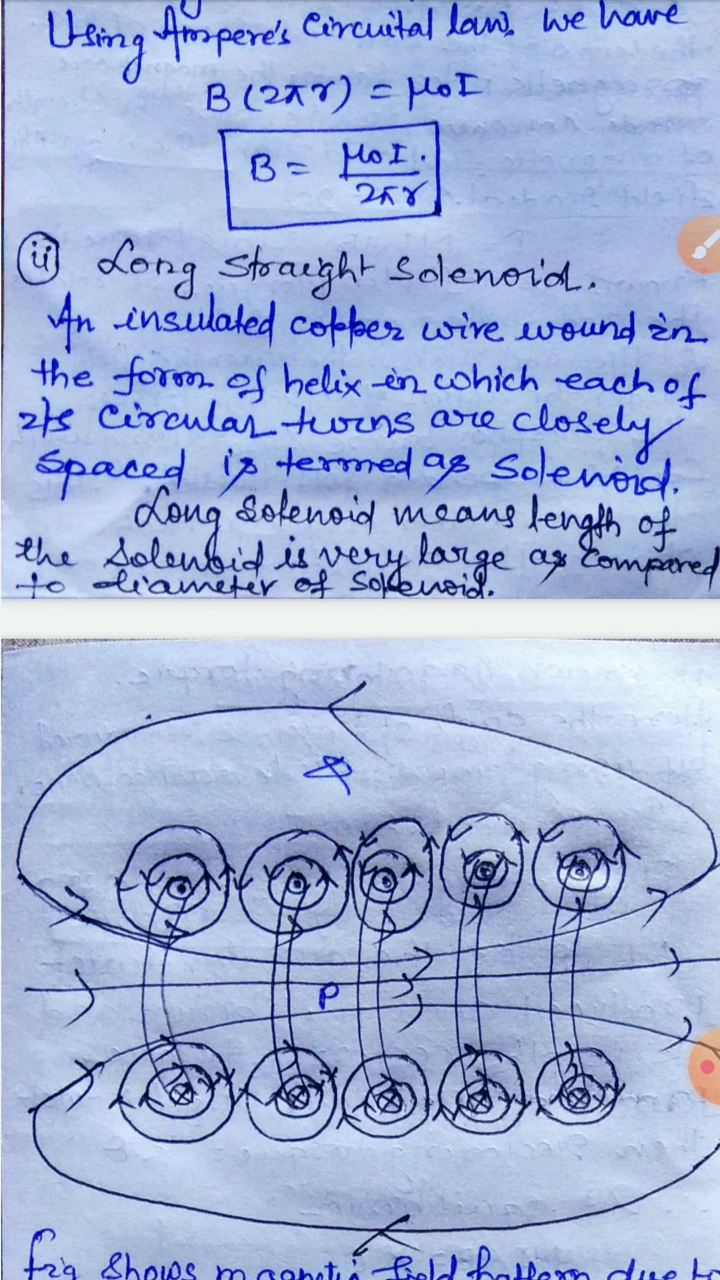 Using Ampere's Circuital law, we have
B(2πr) = μ₀I
B = μ₀I / 2πr
(ii) Long straight Solenoid.
An insulated copper wire wound in
the form of helix in which each of
its Circular turns are closely
Spaced is termed as Solenoid.
Long Solenoid means length of
the Solenoid is very large as Compared
to diameter of Solenoid.
Q
P
fig shows magnetic field pattern due to